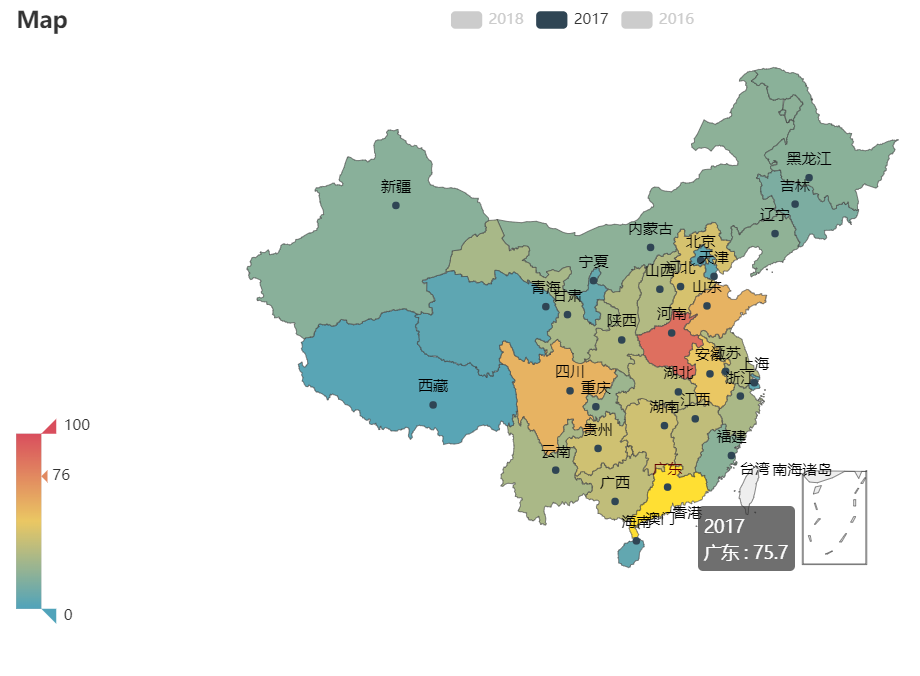 Map
2018
2017
2016
黑龙江
吉林
新疆
辽宁
内蒙古
北京
天津
宁夏
山西
河北
青海
甘肃
山东
河南
陕西
安徽
江苏
上海
四川
湖北
浙江
西藏
重庆
湖南
江西
100
贵州
福建
云南
广东
台湾
南海诸岛
76
广西
香港
澳门
海南
2017
广东 : 75.7
0